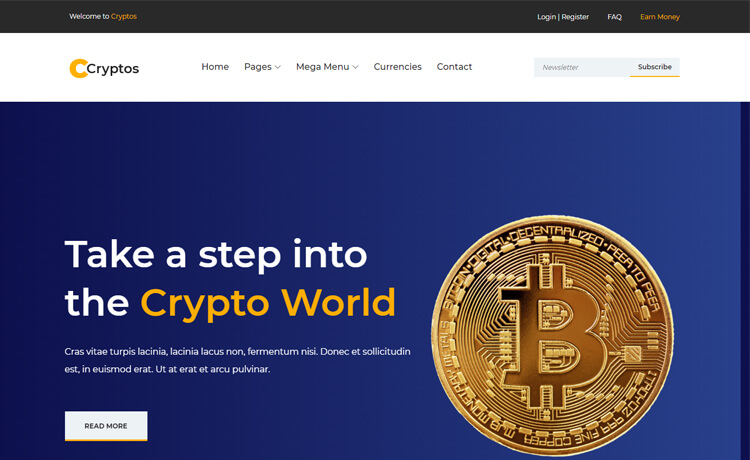 Welcome to Cryptos
Login | Register
FAQ
Earn Money
Cryptos
Home
Pages
Mega Menu
Currencies
Contact
Newsletter
Subscribe
Take a step into
the Crypto World
Cras vitae turpis lacinia, lacinia lacus non, fermentum nisi. Donec et sollicitudin
est, in euismod erat. Ut at erat et arcu pulvinar.
READ MORE
DIGITAL • DECENTRALIZED • PEER TO PEER
999 FINE COPPER